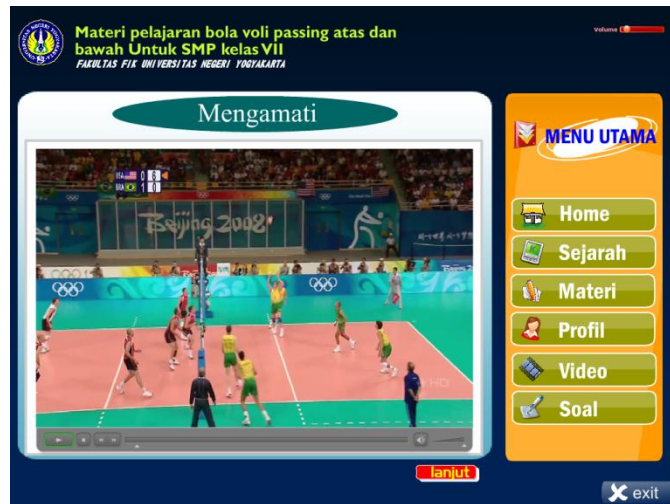 Materi pelajaran bola voli passing atas dan
bawah Untuk SMP kelas VII
FAKULTAS FIK UNIVERSITAS NEGERI YOGYAKARTA
Volume
Mengamati
USA 0 6
BRA 1 0
Beijing 2008
HD
lanjut
MENU UTAMA
Home
Sejarah
Materi
Profil
Video
Soal
exit